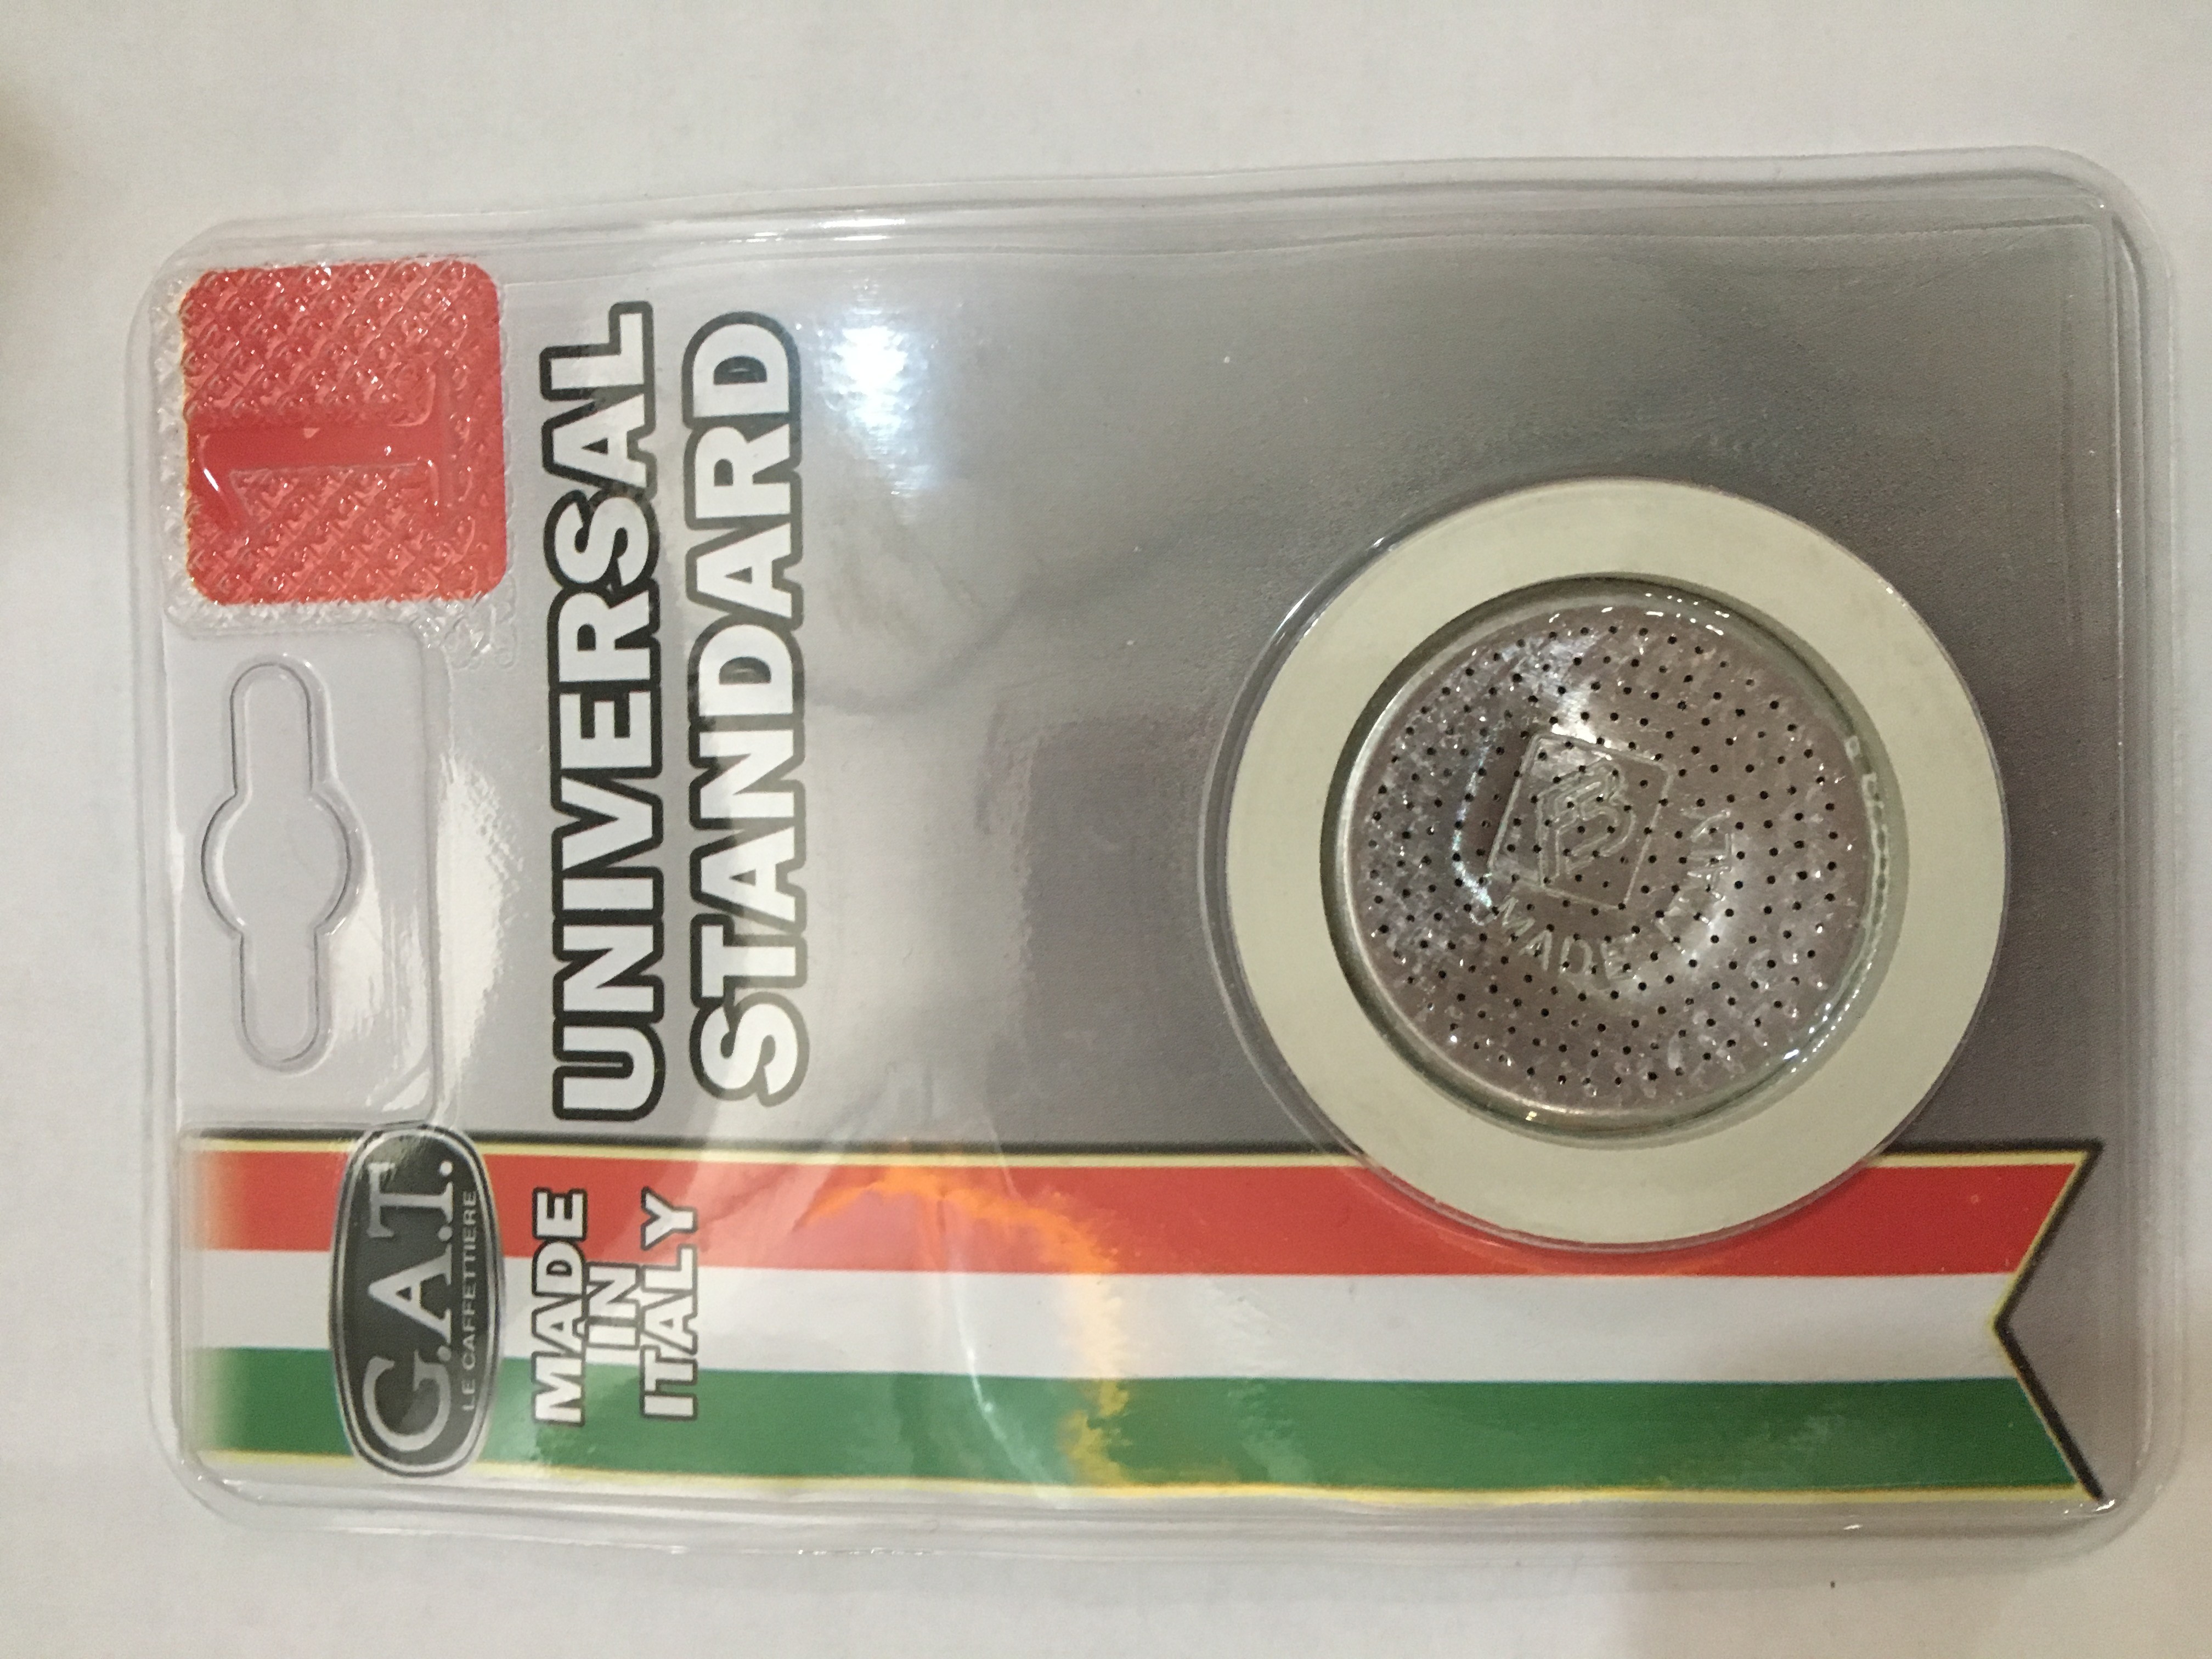 1
UNIVERSAL
STANDARD
G.A.T.
LE CAFFETTIERE
MADE
IN
ITALY
MADE